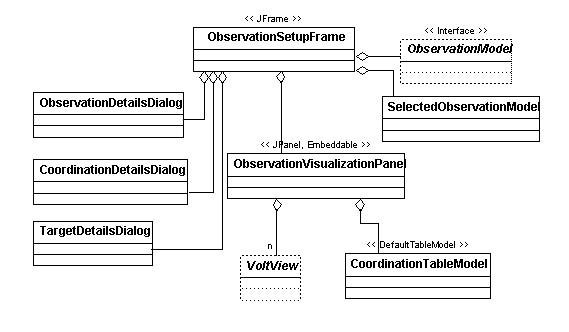 << JFrame >>
ObservationSetupFrame
<< Interface >>
ObservationModel
ObservationDetailsDialog
SelectedObservationModel
<< JPanel, Embeddable >>
ObservationVisualizationPanel
CoordinationDetailsDialog
TargetDetailsDialog
n
<< DefaultTableModel >>
VoltView
CoordinationTableModel